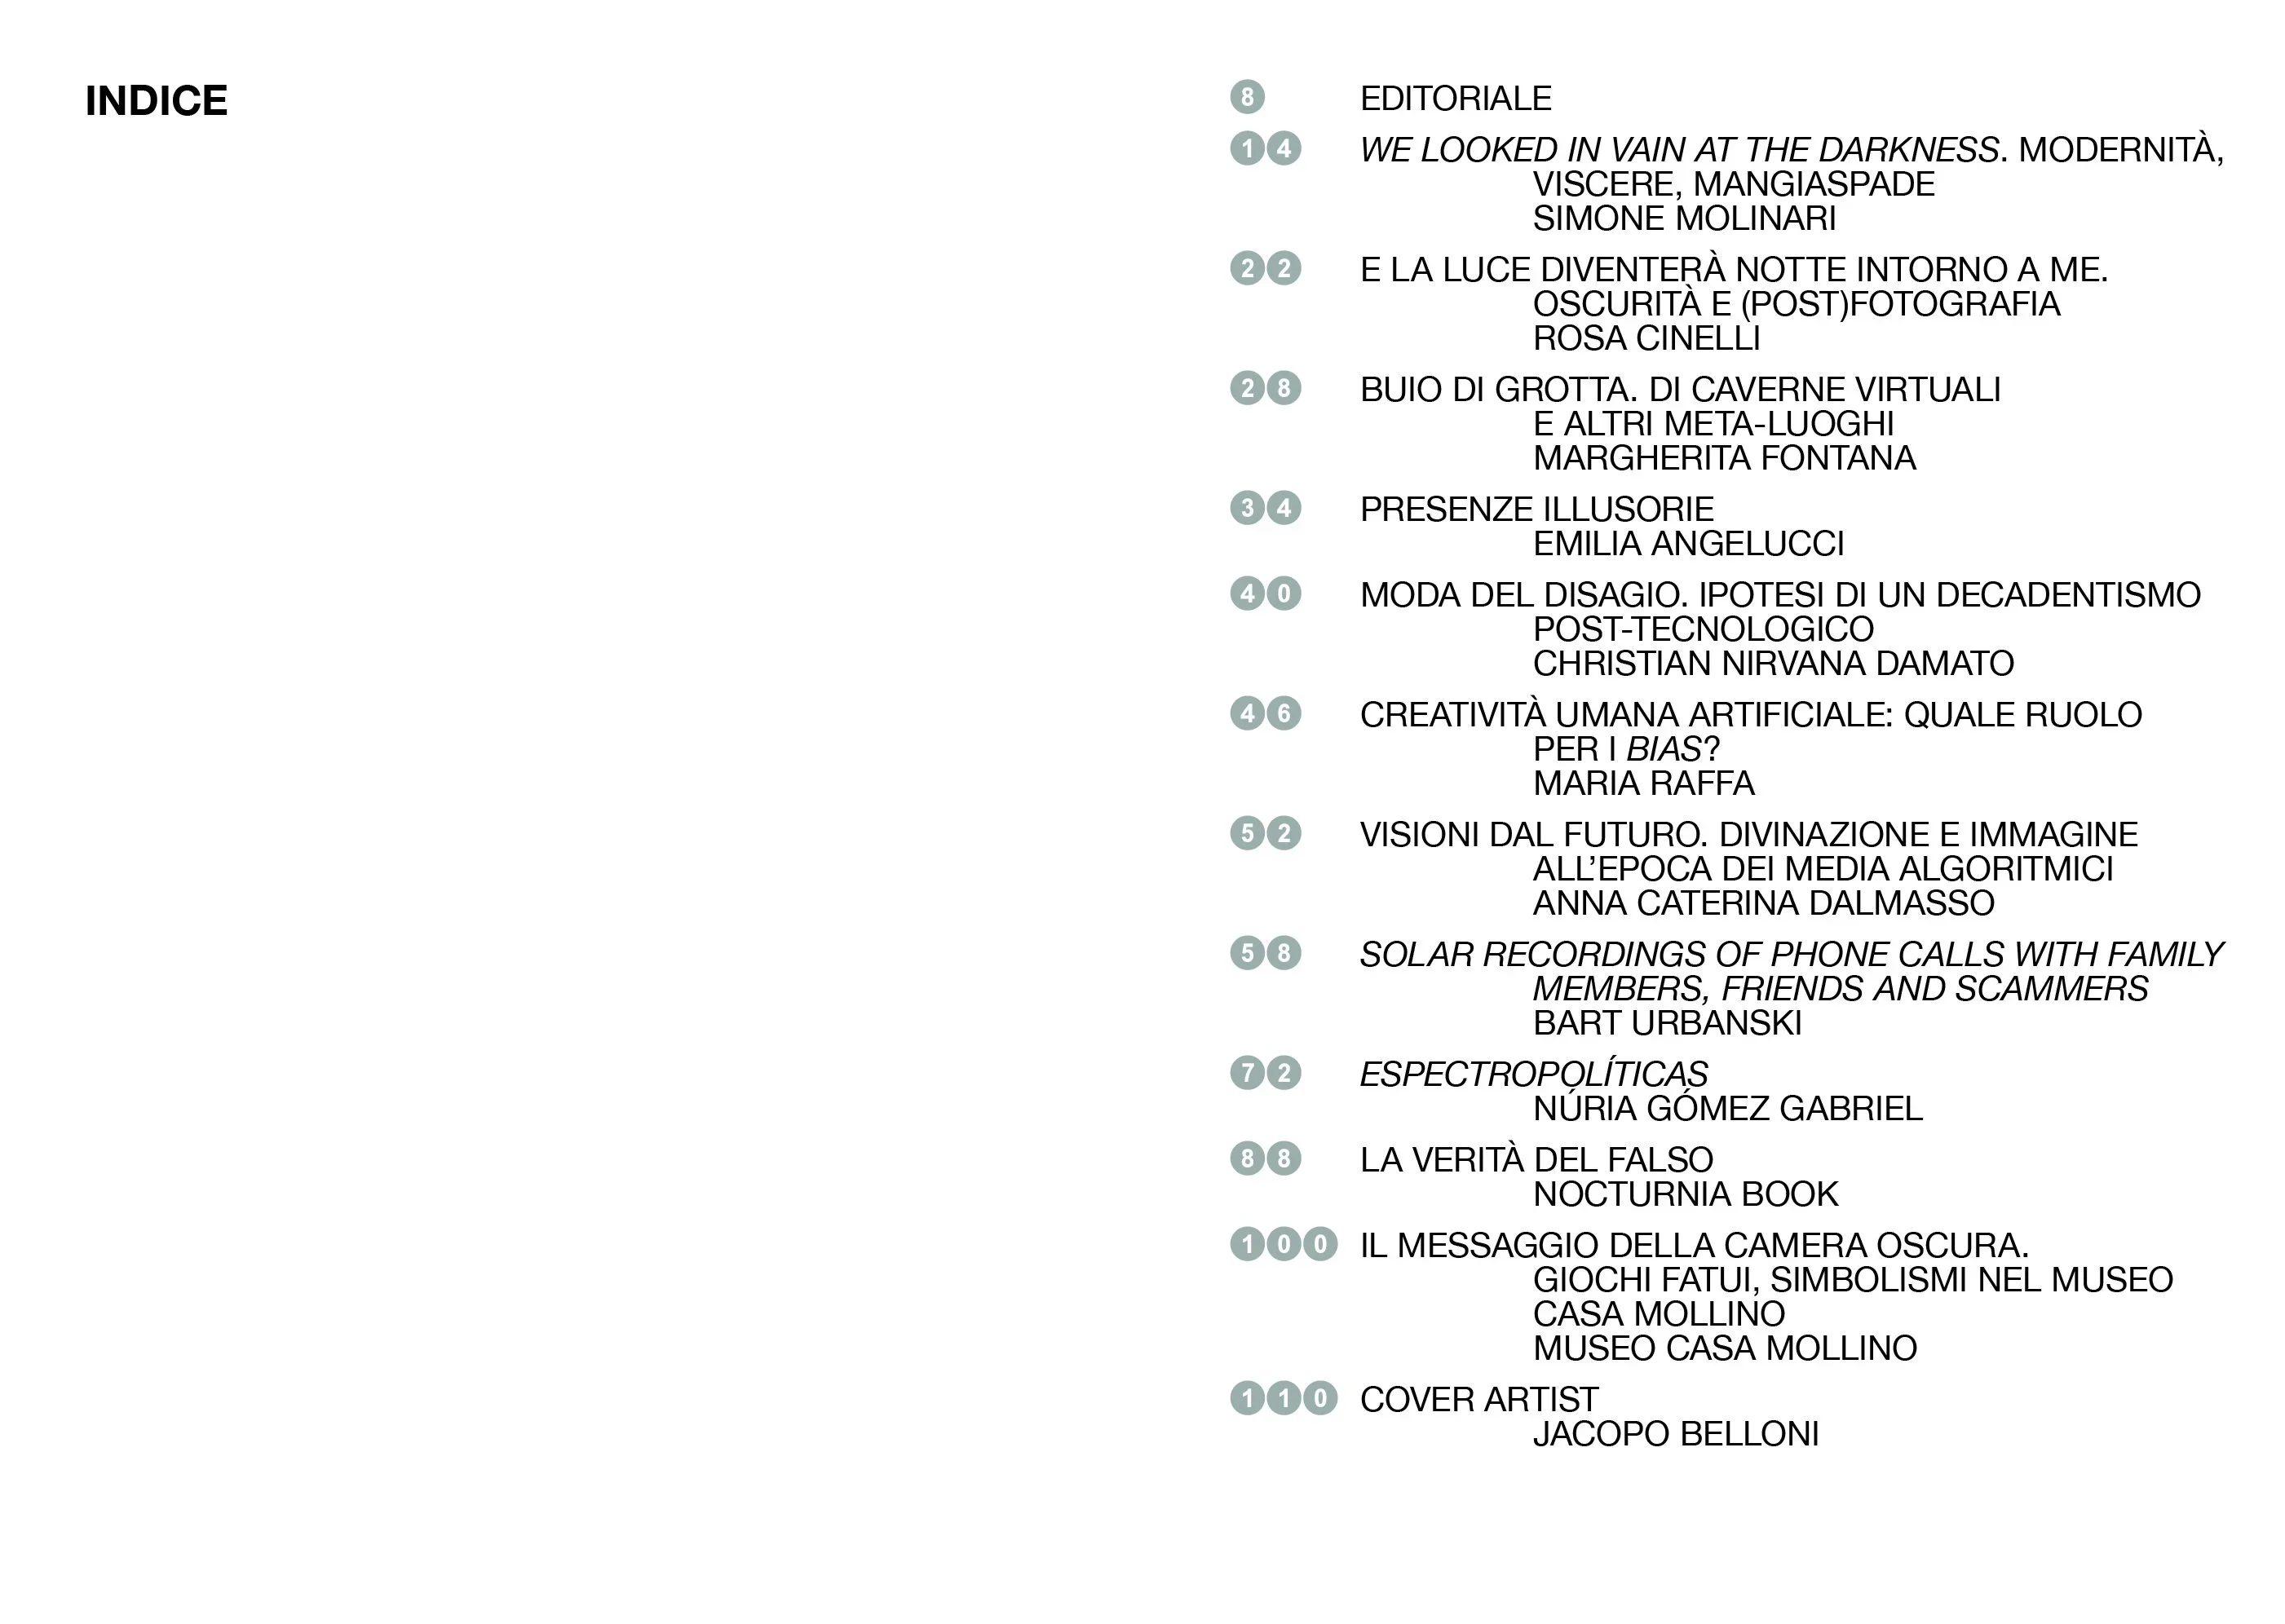 INDICE
8 EDITORIALE
14 WE LOOKED IN VAIN AT THE DARKNESS. MODERNITÀ,
VISCERE, MANGIASPADE
SIMONE MOLINARI
22 E LA LUCE DIVENTERÀ NOTTE INTORNO A ME.
OSCURITÀ E (POST)FOTOGRAFIA
ROSA CINELLI
28 BUIO DI GROTTA. DI CAVERNE VIRTUALI
E ALTRI META-LUOGHI
MARGHERITA FONTANA
34 PRESENZE ILLUSORIE
EMILIA ANGELUCCI
40 MODA DEL DISAGIO. IPOTESI DI UN DECADENTISMO
POST-TECNOLOGICO
CHRISTIAN NIRVANA DAMATO
46 CREATIVITÀ UMANA ARTIFICIALE: QUALE RUOLO
PER I BIAS?
MARIA RAFFA
52 VISIONI DAL FUTURO. DIVINAZIONE E IMMAGINE
ALL’EPOCA DEI MEDIA ALGORITMICI
ANNA CATERINA DALMASSO
58 SOLAR RECORDINGS OF PHONE CALLS WITH FAMILY
MEMBERS, FRIENDS AND SCAMMERS
BART URBANSKI
72 ESPECTROPOLÍTICAS
NÚRIA GÓMEZ GABRIEL
88 LA VERITÀ DEL FALSO
NOCTURNIA BOOK
100 IL MESSAGGIO DELLA CAMERA OSCURA.
GIOCHI FATUI, SIMBOLISMI NEL MUSEO
CASA MOLLINO
MUSEO CASA MOLLINO
110 COVER ARTIST
JACOPO BELLONI